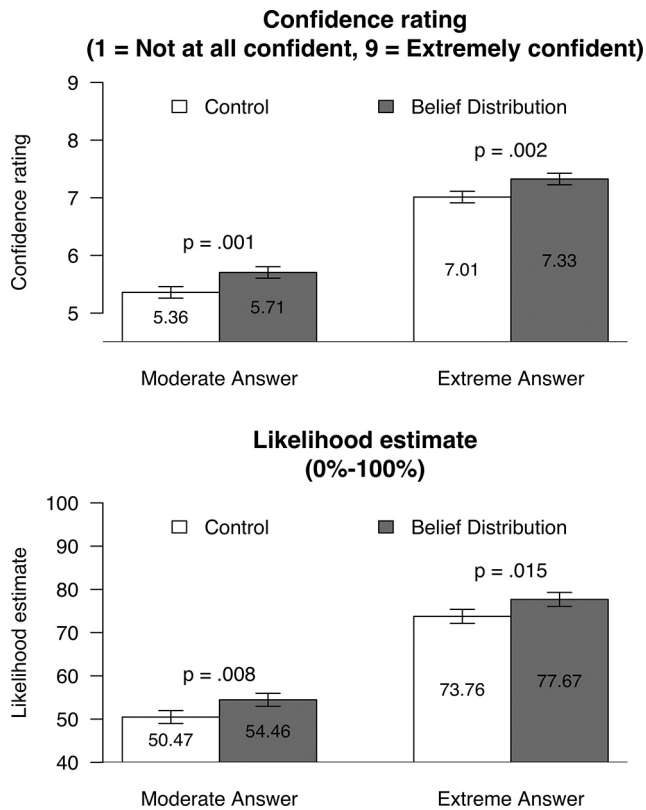 Confidence rating
(1 = Not at all confident, 9 = Extremely confident)
9
Control
Belief Distribution
8
p = .002
7
Confidence rating
7.01
7.33
p = .001
6
5.36
5.71
5
Moderate Answer
Extreme Answer
Likelihood estimate
(0%-100%)
100
Control
Belief Distribution
90
p = .015
80
70
Likelihood estimate
73.76
77.67
p = .008
60
50
50.47
54.46
40
Moderate Answer
Extreme Answer